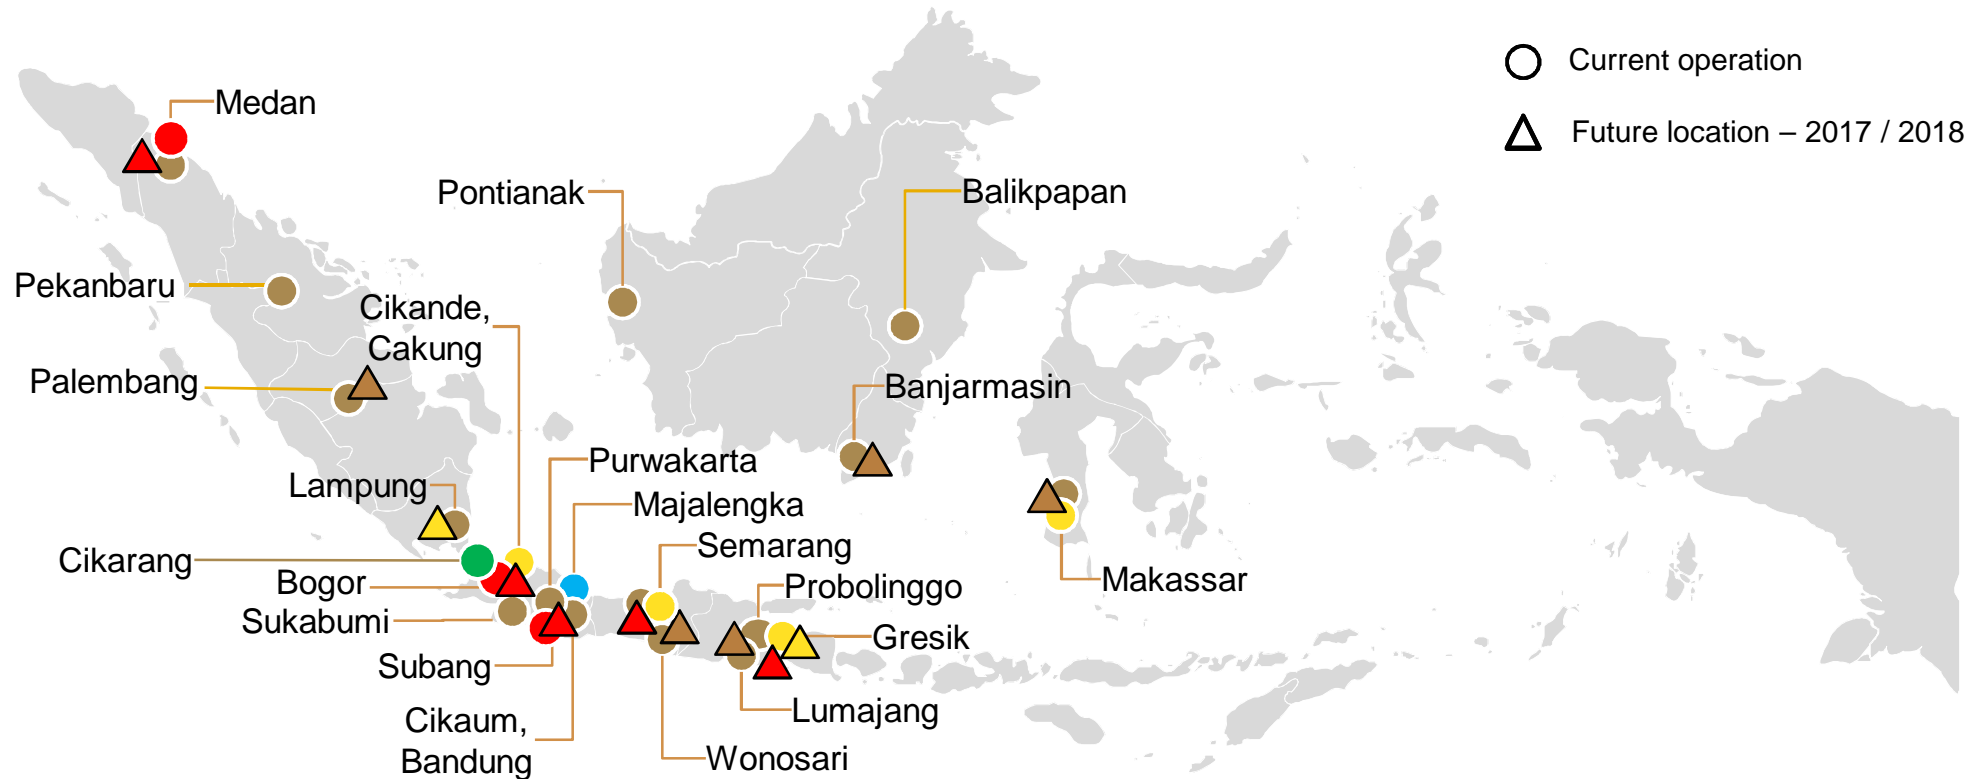 Current operation
Future location – 2017 / 2018
Medan
Pontianak
Balikpapan
Pekanbaru
Cikande,
Cakung
Palembang
Banjarmasin
Purwakarta
Lampung
Majalengka
Semarang
Cikarang
Bogor
Probolinggo
Makassar
Sukabumi
Gresik
Subang
Lumajang
Cikaum,
Bandung
Wonosari